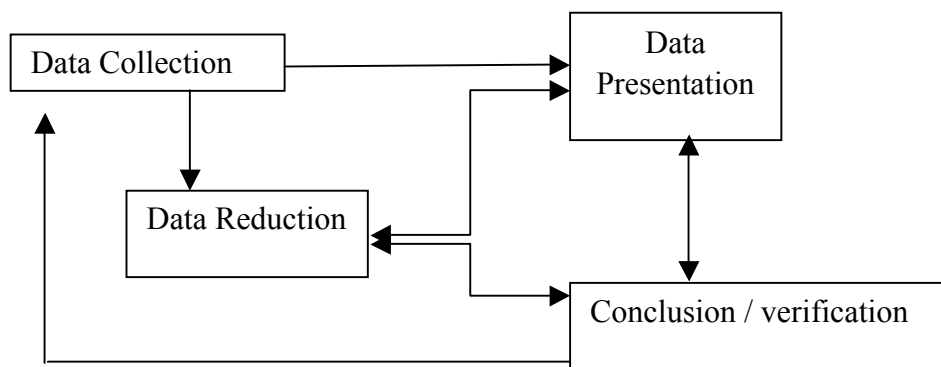 Data Collection
Data
Presentation
Data Reduction
Conclusion / verification